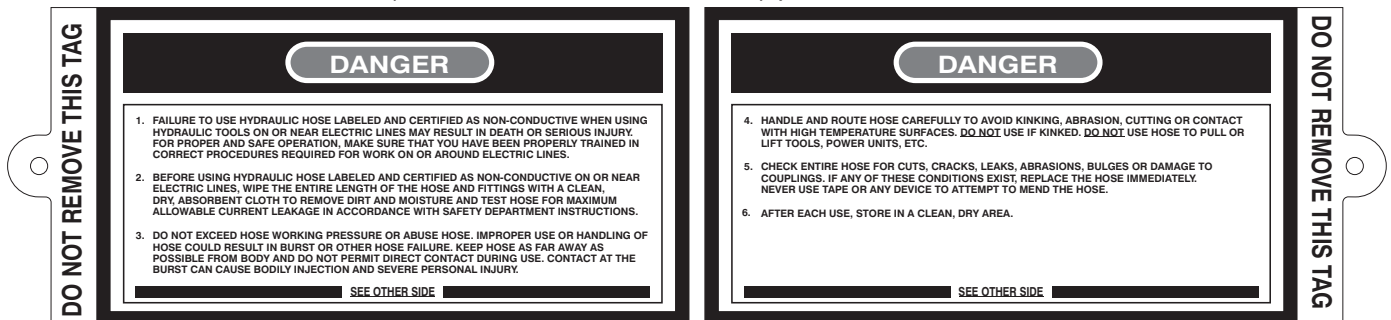 DO NOT REMOVE THIS TAG
DANGER
1. FAILURE TO USE HYDRAULIC HOSE LABELED AND CERTIFIED AS NON-CONDUCTIVE WHEN USING
HYDRAULIC TOOLS ON OR NEAR ELECTRIC LINES MAY RESULT IN DEATH OR SERIOUS INJURY.
FOR PROPER AND SAFE OPERATION, MAKE SURE THAT YOU HAVE BEEN PROPERLY TRAINED IN
CORRECT PROCEDURES REQUIRED FOR WORK ON OR AROUND ELECTRIC LINES.
2. BEFORE USING HYDRAULIC HOSE LABELED AND CERTIFIED AS NON-CONDUCTIVE ON OR NEAR
ELECTRIC LINES, WIPE THE ENTIRE LENGTH OF THE HOSE AND FITTINGS WITH A CLEAN,
DRY, ABSORBENT CLOTH TO REMOVE DIRT AND MOISTURE AND TEST HOSE FOR MAXIMUM
ALLOWABLE CURRENT LEAKAGE IN ACCORDANCE WITH SAFETY DEPARTMENT INSTRUCTIONS.
3. DO NOT EXCEED HOSE WORKING PRESSURE OR ABUSE HOSE. IMPROPER USE OR HANDLING OF
HOSE COULD RESULT IN BURST OR OTHER HOSE FAILURE. KEEP HOSE AS FAR AWAY AS
POSSIBLE FROM BODY AND DO NOT PERMIT DIRECT CONTACT DURING USE. CONTACT AT THE
BURST CAN CAUSE BODILY INJECTION AND SEVERE PERSONAL INJURY.
SEE OTHER SIDE
DANGER
4. HANDLE AND ROUTE HOSE CAREFULLY TO AVOID KINKING, ABRASION, CUTTING OR CONTACT
WITH HIGH TEMPERATURE SURFACES. DO NOT USE IF KINKED. DO NOT USE HOSE TO PULL OR
LIFT TOOLS, POWER UNITS, ETC.
5. CHECK ENTIRE HOSE FOR CUTS, CRACKS, LEAKS, ABRASIONS, BULGES OR DAMAGE TO
COUPLINGS. IF ANY OF THESE CONDITIONS EXIST, REPLACE THE HOSE IMMEDIATELY.
NEVER USE TAPE OR ANY DEVICE TO ATTEMPT TO MEND THE HOSE.
6. AFTER EACH USE, STORE IN A CLEAN, DRY AREA.
SEE OTHER SIDE
DO NOT REMOVE THIS TAG